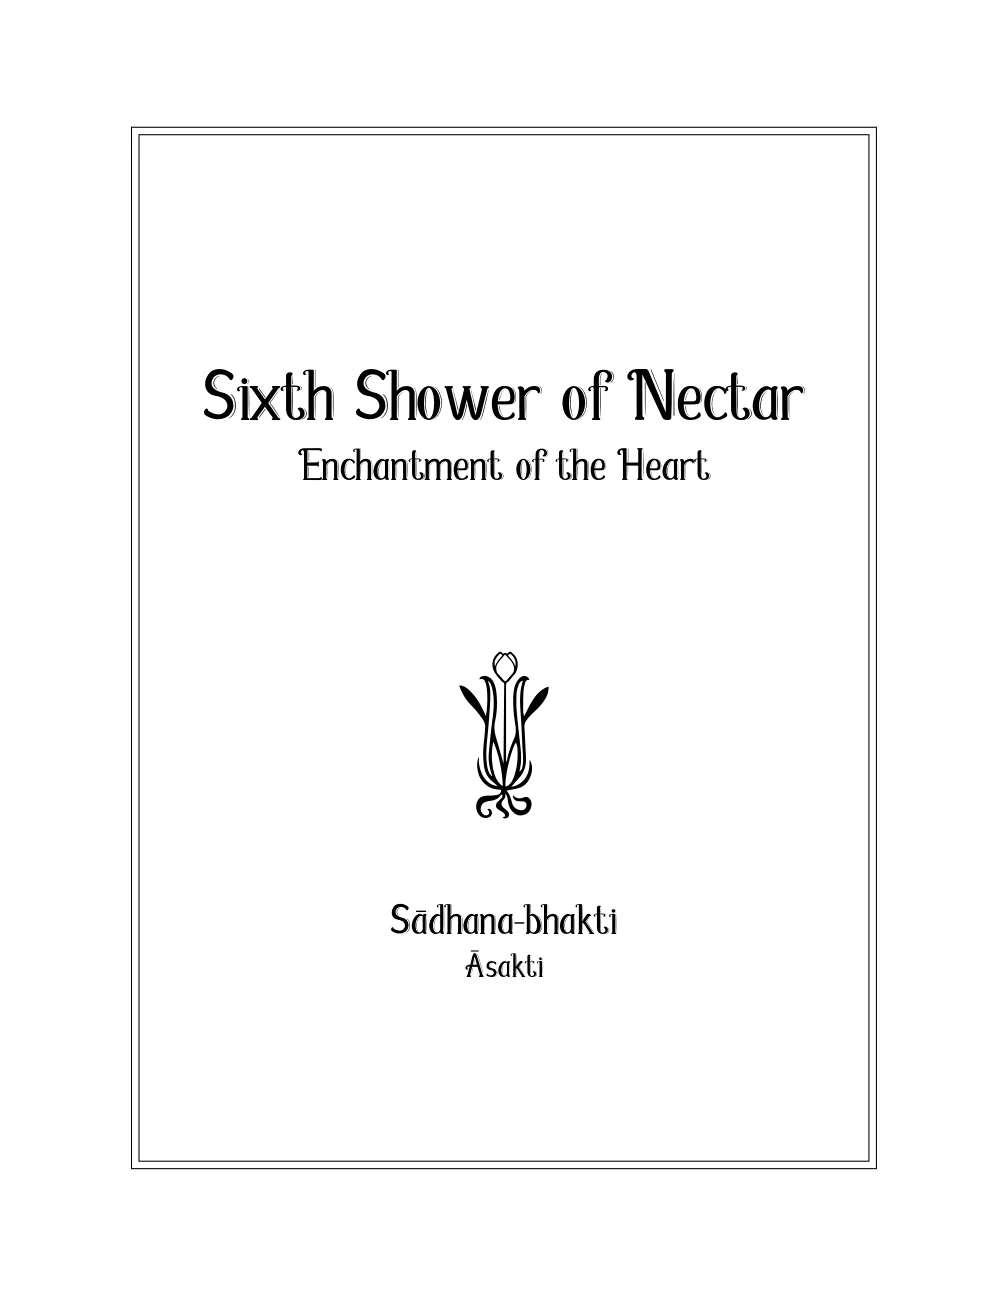 Sixth Shower of Nectar
Enchantment of the Heart
Sādhana-bhakti
Āsakti